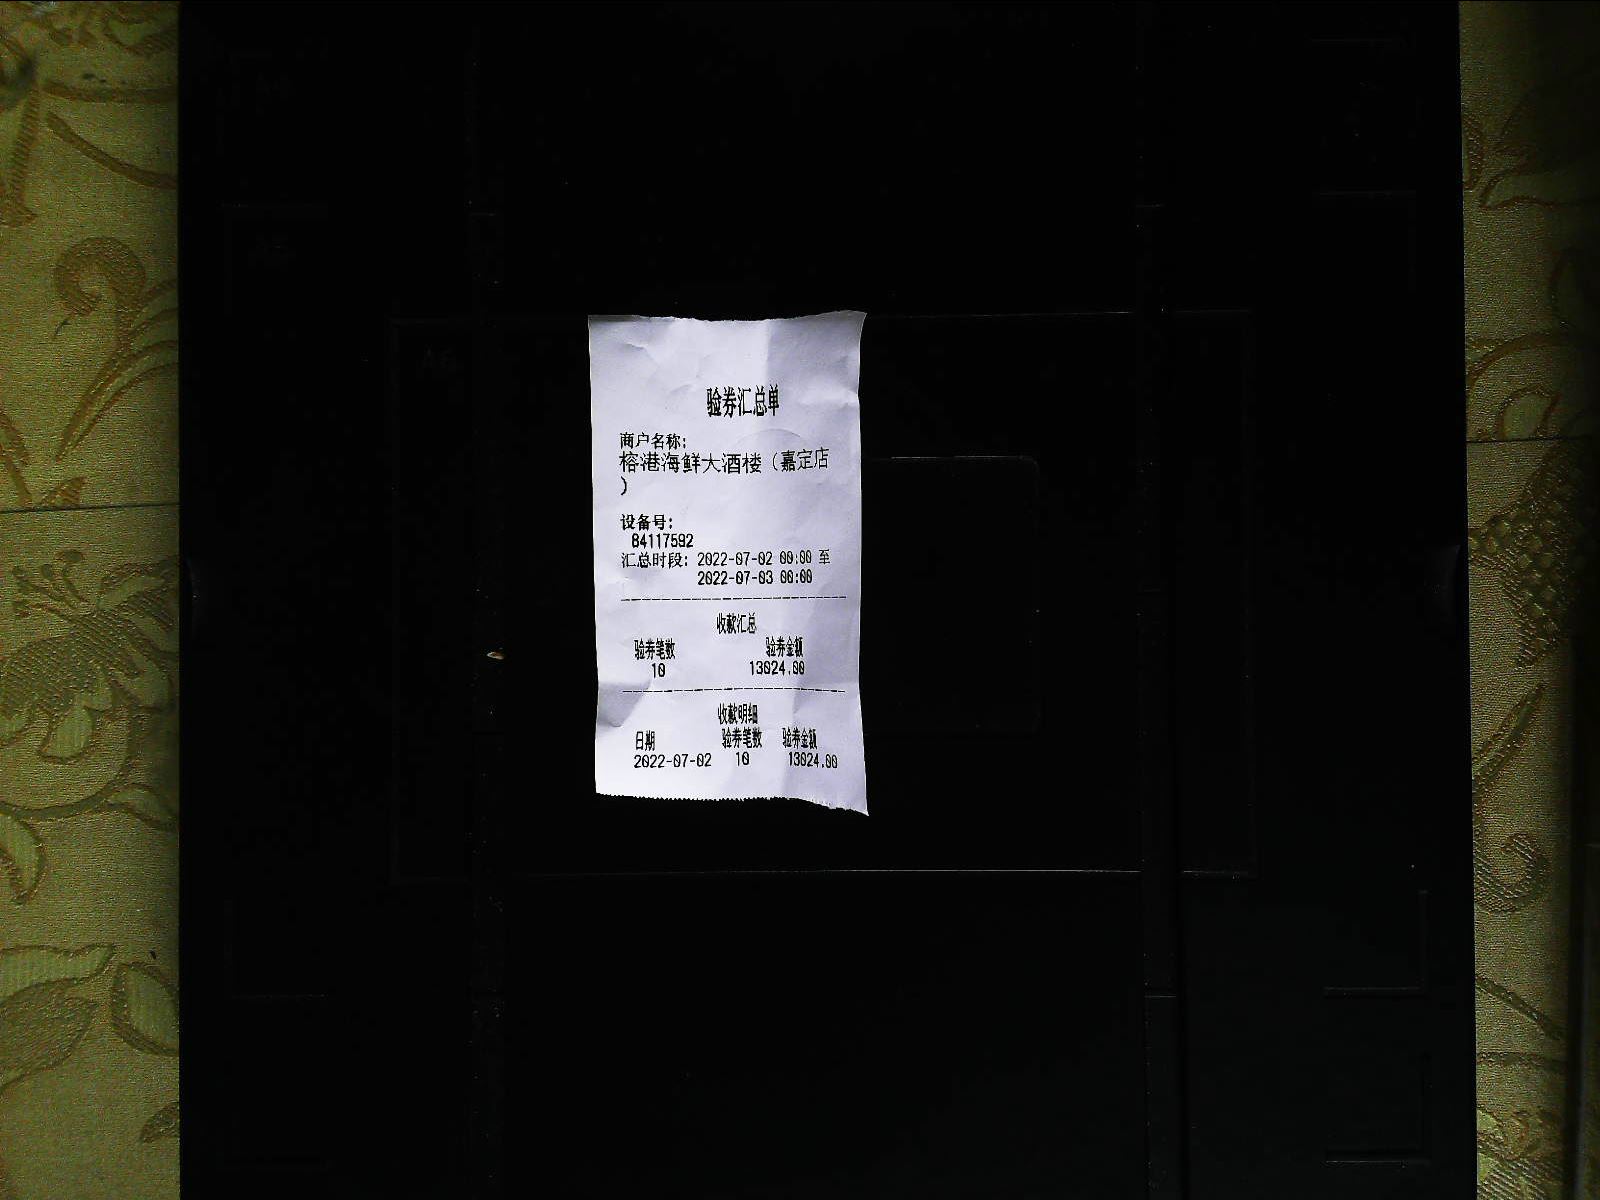 验券汇总单
商户名称:
榕港海鲜大酒楼（嘉定店
）
设备号:
84117592
汇总时段: 2022-07-02 00:00 至
2022-07-03 00:00
收款汇总
验券笔数 验券金额
10 13024.00
收款明细
日期 验券笔数 验券金额
2022-07-02 10 13024.00